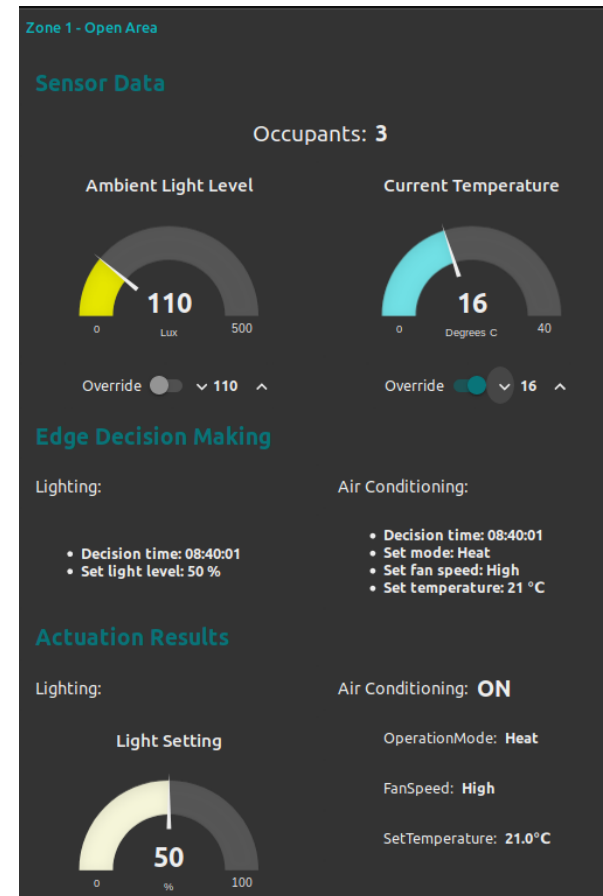 Zone 1 - Open Area
Sensor Data
Occupants: 3
Ambient Light Level
110
0
Lux
500
Override
110
Current Temperature
16
0
Degrees C
40
Override
16
Edge Decision Making
Lighting:
• Decision time: 08:40:01
• Set light level: 50 %
Air Conditioning:
• Decision time: 08:40:01
• Set mode: Heat
• Set fan speed: High
• Set temperature: 21 °C
Actuation Results
Lighting:
Light Setting
50
0
%
100
Air Conditioning: ON
OperationMode: Heat
FanSpeed: High
SetTemperature: 21.0°C